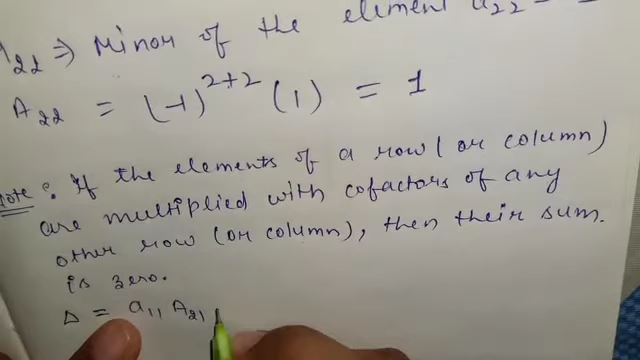 ⇒ Minor of the element a22 =
A22 = (-1)^2+2 (1) = 1
Note : If the elements of a row (or column)
are multiplied with cofactors of any
other row (or column), then their sum.
is zero.
Δ = a11 A21